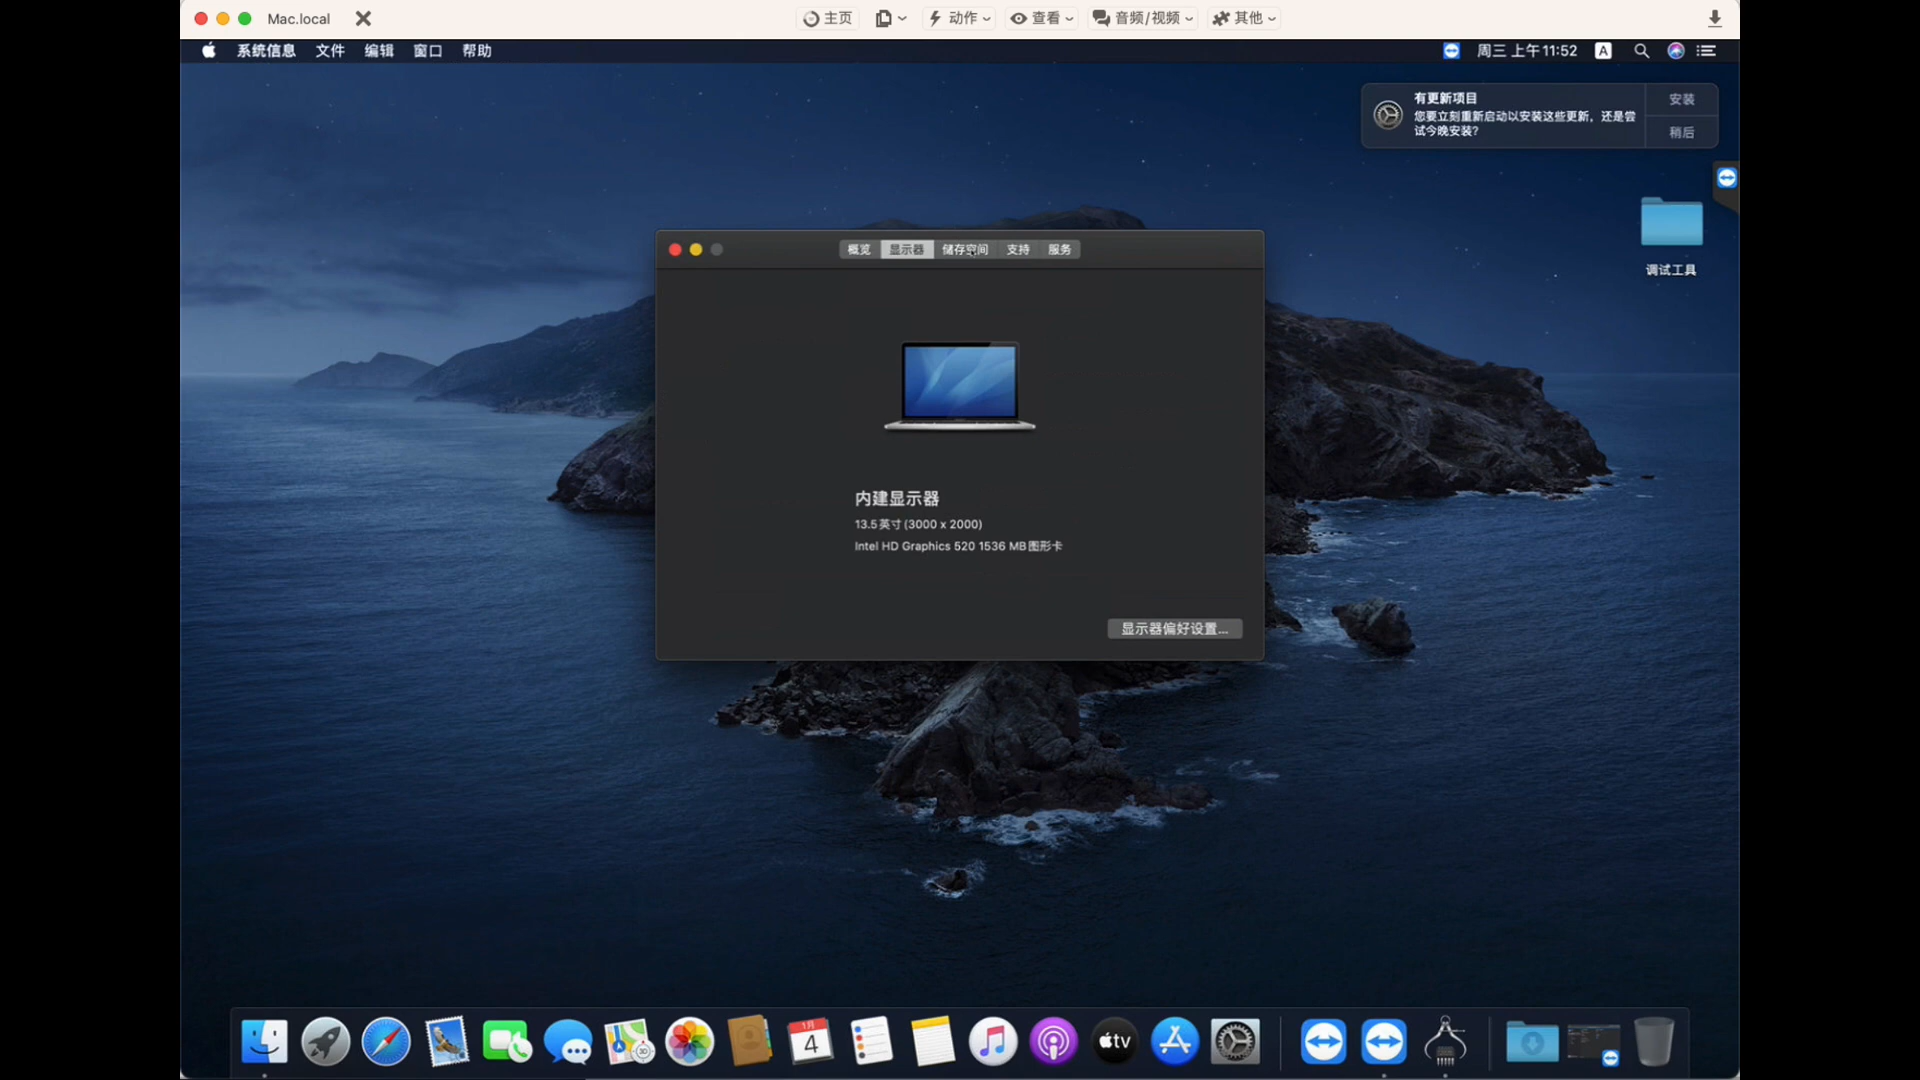 Mac.local
主页
动作
查看
音频/视频
其他
系统信息 文件 编辑 窗口 帮助
周三 上午11:52
A
有更新项目
您要立刻重新启动以安装这些更新，还是尝
试今晚安装?
安装
稍后
调试工具
概览 显示器 储存空间 支持 服务
内建显示器
13.5英寸 (3000 x 2000)
Intel HD Graphics 520 1536 MB图形卡
显示器偏好设置...
1月
4
tv